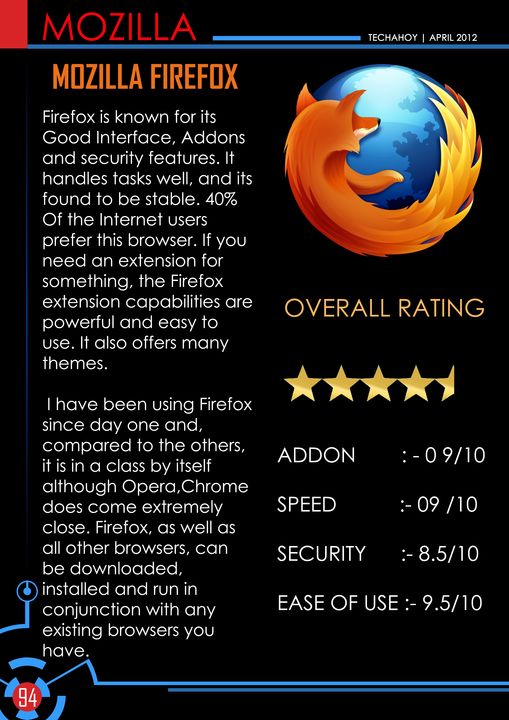 MOZILLA
TECHAHOY | APRIL 2012
MOZILLA FIREFOX
Firefox is known for its
Good Interface, Addons
and security features. It
handles tasks well, and its
found to be stable. 40%
Of the Internet users
prefer this browser. If you
need an extension for
something, the Firefox
extension capabilities are
powerful and easy to
use. It also offers many
themes.
I have been using Firefox
since day one and,
compared to the others,
it is in a class by itself
although Opera,Chrome
does come extremely
close. Firefox, as well as
all other browsers, can
be downloaded,
installed and run in
conjunction with any
existing browsers you
have.
OVERALL RATING
ADDON : - 0 9/10
SPEED :- 09 /10
SECURITY :- 8.5/10
EASE OF USE :- 9.5/10
94